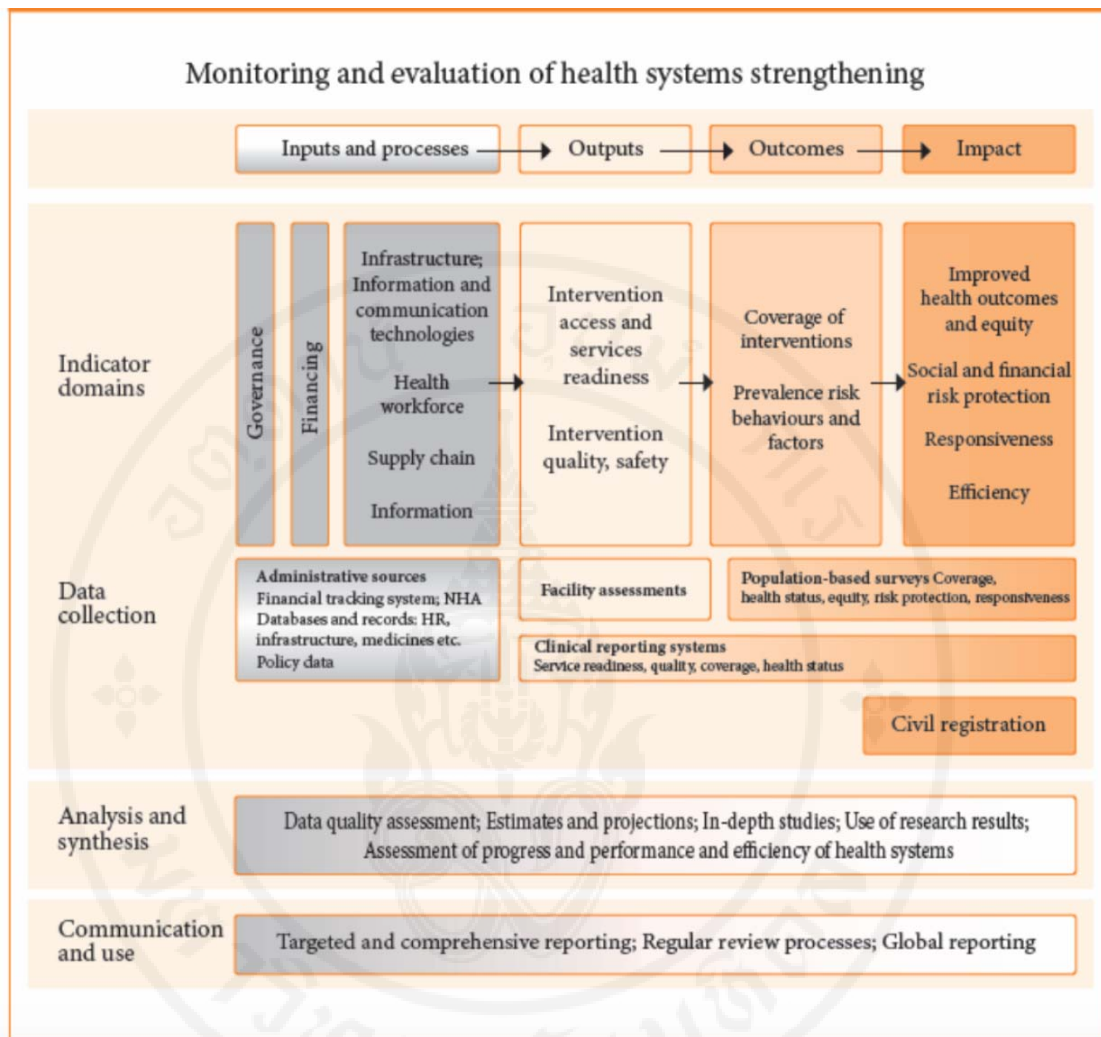 Monitoring and evaluation of health systems strengthening
Inputs and processes
Outputs
Outcomes
Impact
Indicator
domains
Governance
Financing
Infrastructure;
Information and
communication
technologies
Health
workforce
Supply chain
Information
Intervention
access and
services
readiness
Intervention
quality, safety
Coverage of
interventions
Prevalence risk
behaviours and
factors
Improved
health outcomes
and equity
Social and financial
risk protection
Responsiveness
Efficiency
Data
collection
Administrative sources
Financial tracking system; NHA
Databases and records: HR,
infrastructure, medicines etc.
Policy data
Facility assessments
Population-based surveys Coverage,
health status, equity, risk protection, responsiveness
Clinical reporting systems
Service readiness, quality, coverage, health status
Civil registration
Analysis and
synthesis
Data quality assessment; Estimates and projections; In-depth studies; Use of research results;
Assessment of progress and performance and efficiency of health systems
Communication
and use
Targeted and comprehensive reporting; Regular review processes; Global reporting